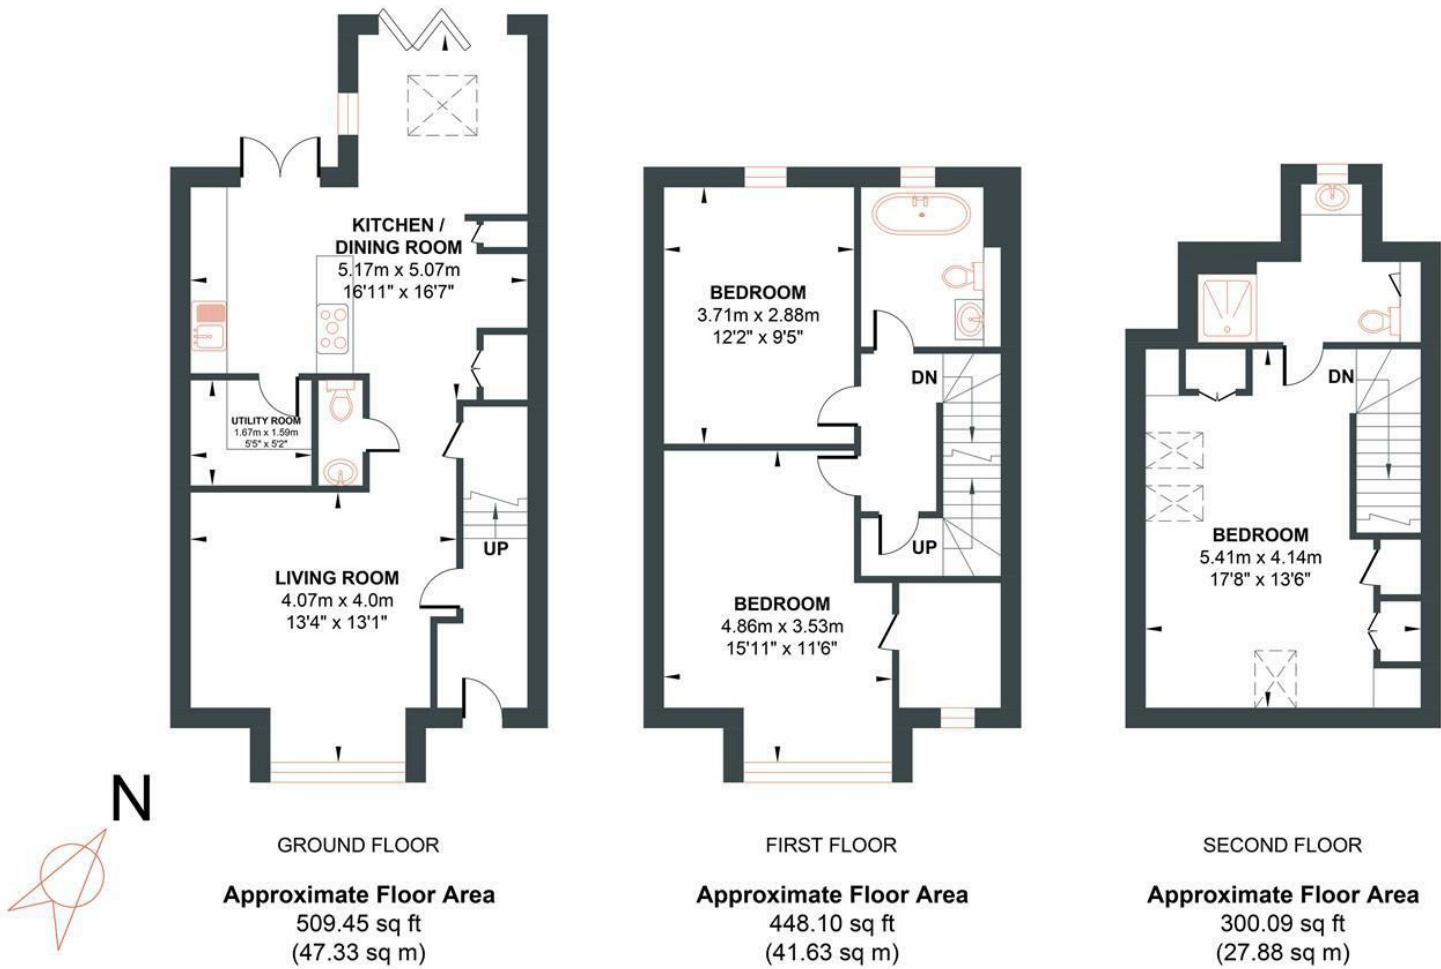 KITCHEN /
DINING ROOM
5.17m x 5.07m
16'11" x 16'7"
UTILITY ROOM
1.67m x 1.59m
5'5" x 5'2"
UP
LIVING ROOM
4.07m x 4.0m
13'4" x 13'1"
BEDROOM
3.71m x 2.88m
12'2" x 9'5"
DN
UP
BEDROOM
4.86m x 3.53m
15'11" x 11'6"
DN
BEDROOM
5.41m x 4.14m
17'8" x 13'6"
N
GROUND FLOOR
Approximate Floor Area
509.45 sq ft
(47.33 sq m)
FIRST FLOOR
Approximate Floor Area
448.10 sq ft
(41.63 sq m)
SECOND FLOOR
Approximate Floor Area
300.09 sq ft
(27.88 sq m)